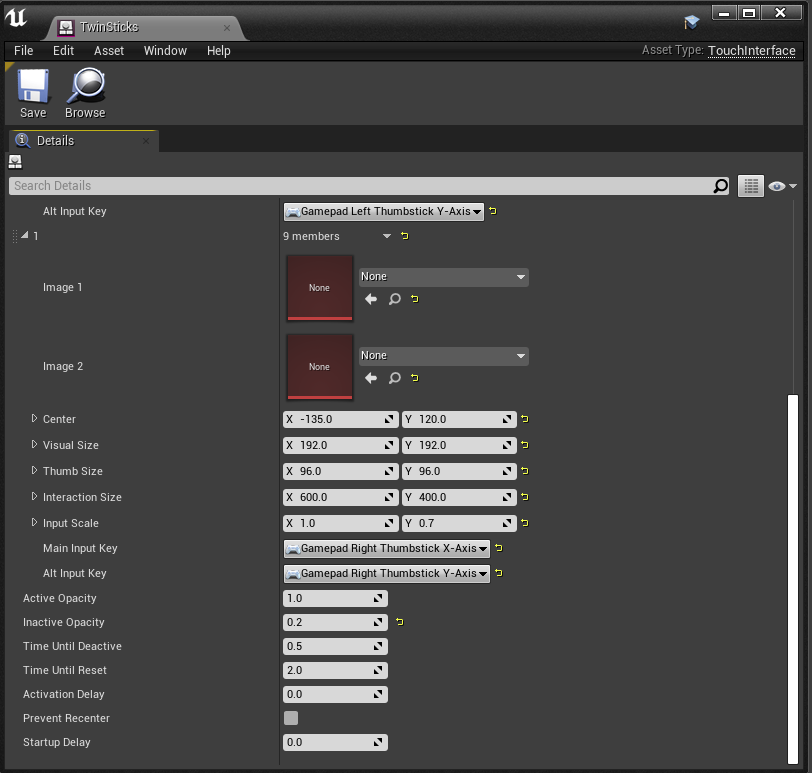 TwinSticks
File Edit Asset Window Help Asset Type: TouchInterface
Save Browse
Details
Search Details
Alt Input Key Gamepad Left Thumbstick Y-Axis
1 9 members
None
Image 1 None
None
Image 2 None
Center X -135.0 Y 120.0
Visual Size X 192.0 Y 192.0
Thumb Size X 96.0 Y 96.0
Interaction Size X 600.0 Y 400.0
Input Scale X 1.0 Y 0.7
Main Input Key Gamepad Right Thumbstick X-Axis
Alt Input Key Gamepad Right Thumbstick Y-Axis
Active Opacity 1.0
Inactive Opacity 0.2
Time Until Deactive 0.5
Time Until Reset 2.0
Activation Delay 0.0
Prevent Recenter
Startup Delay 0.0